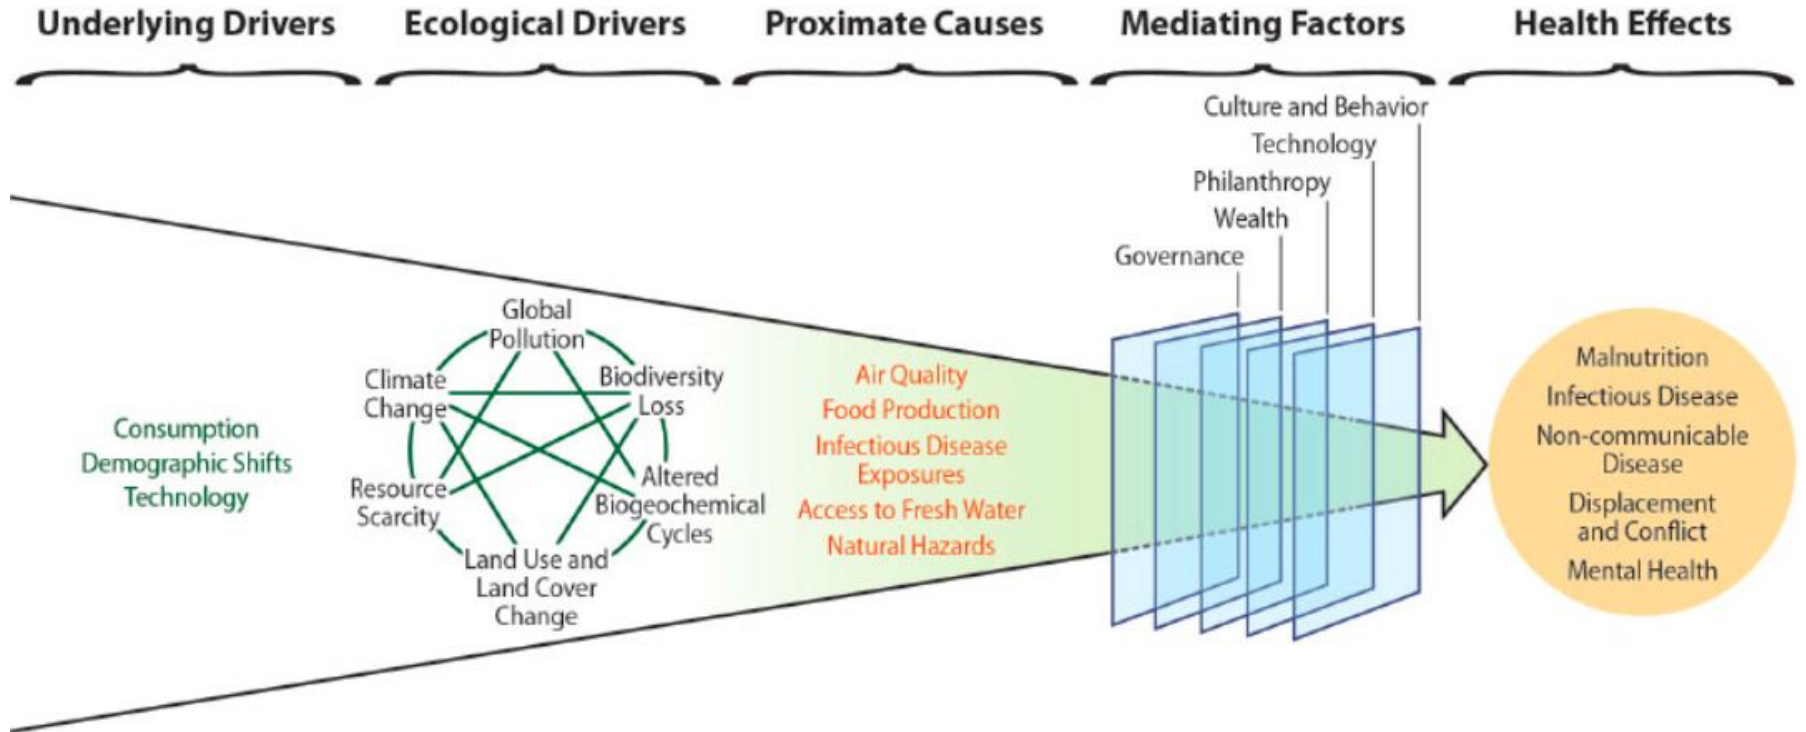 Underlying Drivers
Ecological Drivers
Proximate Causes
Mediating Factors
Health Effects
Consumption
Demographic Shifts
Technology
Global
Pollution
Climate
Change
Biodiversity
Loss
Resource
Scarcity
Altered
Biogeochemical
Cycles
Land Use and
Land Cover
Change
Air Quality
Food Production
Infectious Disease
Exposures
Access to Fresh Water
Natural Hazards
Culture and Behavior
Technology
Philanthropy
Wealth
Governance
Malnutrition
Infectious Disease
Non-communicable
Disease
Displacement
and Conflict
Mental Health